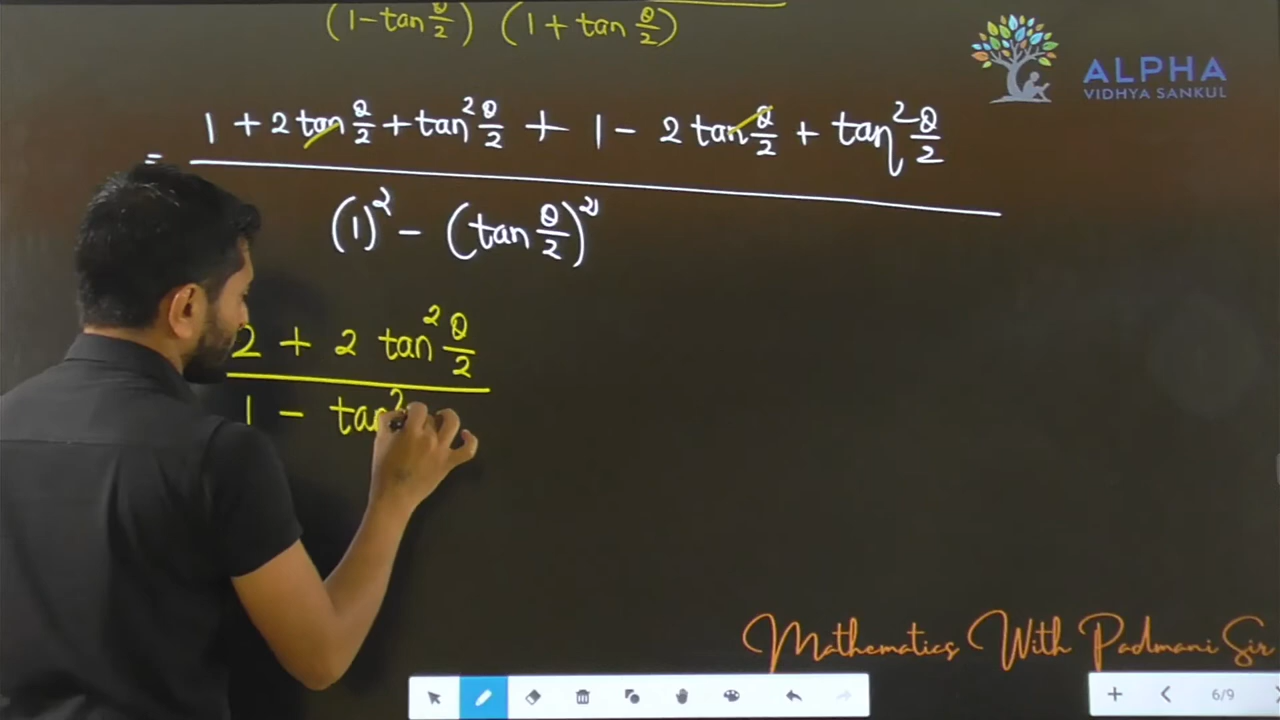 (1-tan θ/2) (1+tan θ/2)
ALPHA
VIDHYA SANKUL
= 1 + 2 tan θ/2 + tan² θ/2 + 1 - 2 tan θ/2 + tan² θ/2
(1)² - (tan θ/2)²
2 + 2 tan² θ/2
1 - tan²
Mathematics With Padmani Sir
6/9